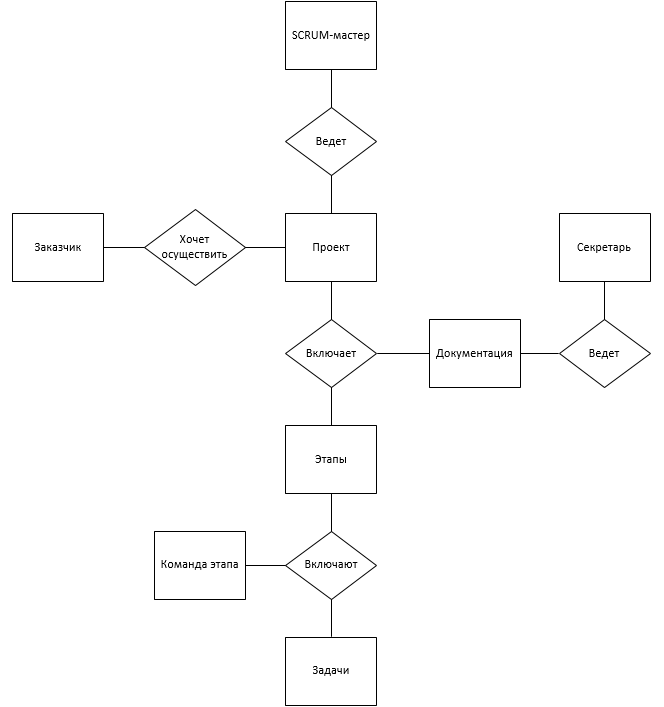 SCRUM-мастер
Ведет
Заказчик
Хочет
осуществить
Проект
Секретарь
Включает
Документация
Ведет
Этапы
Команда этапа
Включают
Задачи